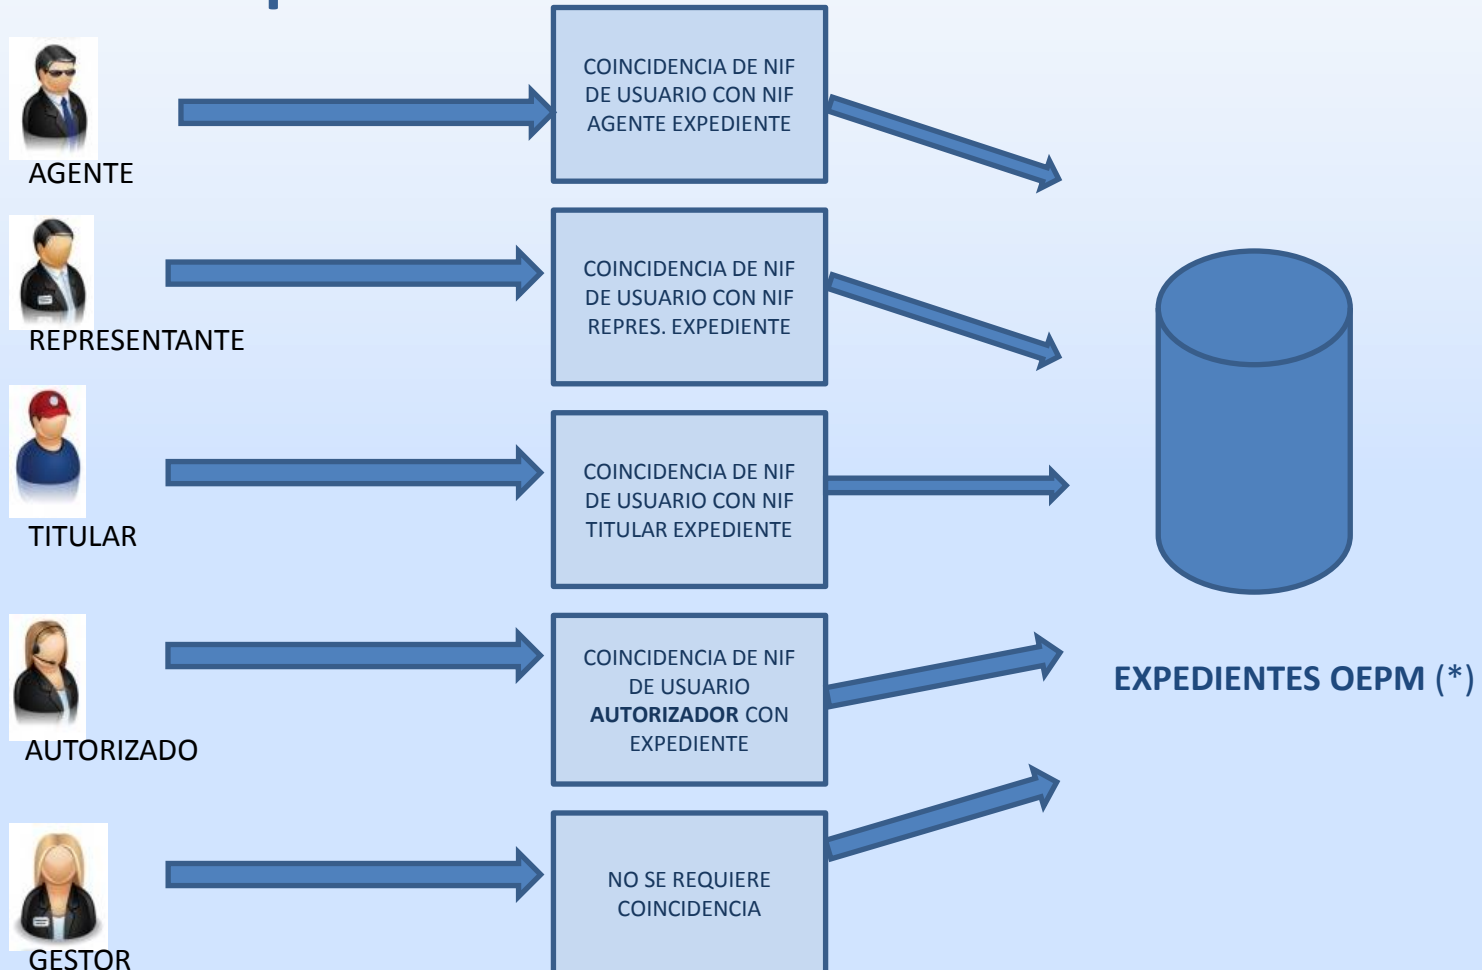 COINCIDENCIA DE NIF
DE USUARIO CON NIF
AGENTE EXPEDIENTE
AGENTE
COINCIDENCIA DE NIF
DE USUARIO CON NIF
REPRES. EXPEDIENTE
REPRESENTANTE
COINCIDENCIA DE NIF
DE USUARIO CON NIF
TITULAR EXPEDIENTE
TITULAR
COINCIDENCIA DE NIF
DE USUARIO
AUTORIZADOR CON
EXPEDIENTE
AUTORIZADO
EXPEDIENTES OEPM (*)
NO SE REQUIERE
COINCIDENCIA
GESTOR